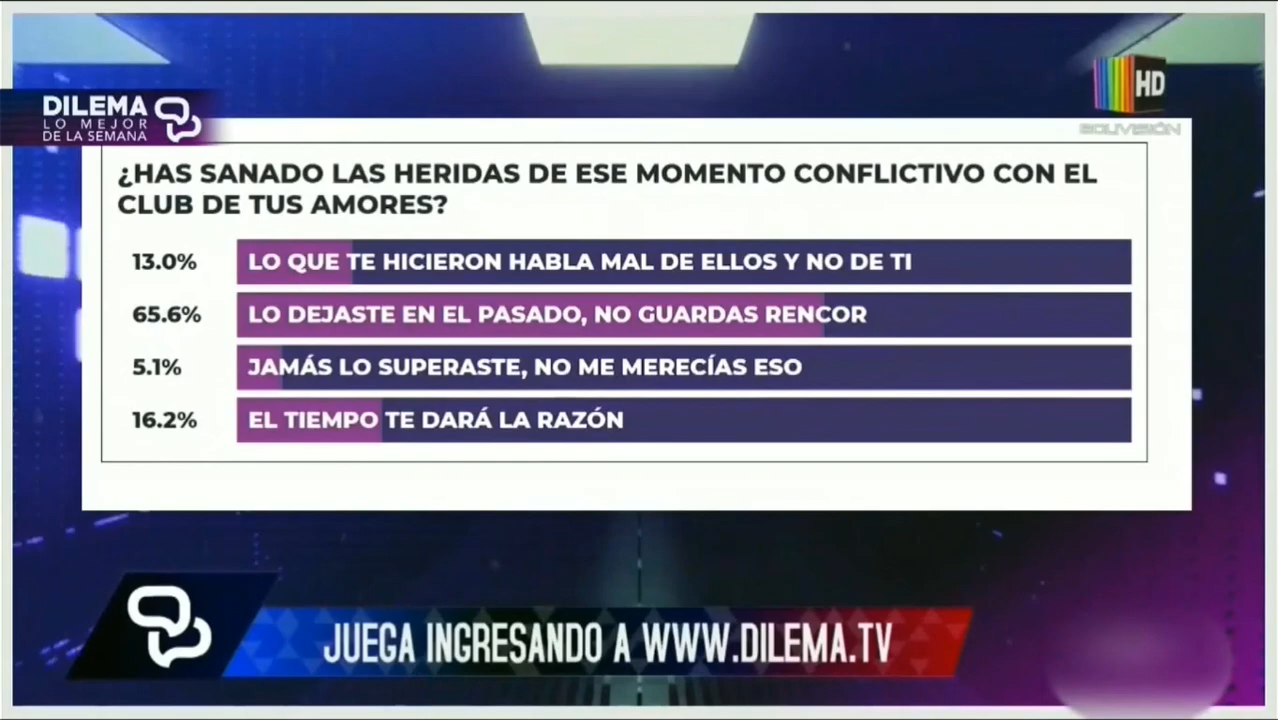 DILEMA
LO MEJOR
DE LA SEMANA
HD
BOLIVISIÓN
¿HAS SANADO LAS HERIDAS DE ESE MOMENTO CONFLICTIVO CON EL
CLUB DE TUS AMORES?
13.0% LO QUE TE HICIERON HABLA MAL DE ELLOS Y NO DE TI
65.6% LO DEJASTE EN EL PASADO, NO GUARDAS RENCOR
5.1% JAMÁS LO SUPERASTE, NO ME MERECÍAS ESO
16.2% EL TIEMPO TE DARÁ LA RAZÓN
JUEGA INGRESANDO A WWW.DILEMA.TV